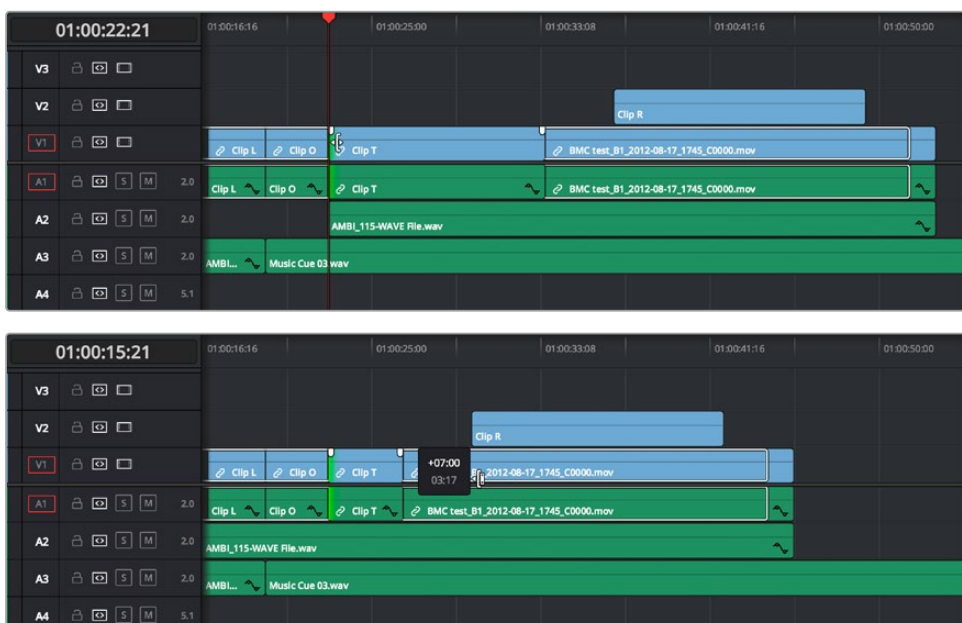 01:00:22:21 01:00:16:16 01:00:25:00 01:00:33:08 01:00:41:16 01:00:50:00
V3
V2 Clip R
V1 Clip L Clip O Clip T BMC test_B1_2012-08-17_1745_C0000.mov
A1 S M 2.0 Clip L Clip O Clip T BMC test_B1_2012-08-17_1745_C0000.mov
A2 S M 2.0 AMBI_115-WAVE File.wav
A3 S M 2.0 AMBI... Music Cue 03.wav
A4 S M 5.1
01:00:15:21 01:00:16:16 01:00:25:00 01:00:33:08 01:00:41:16 01:00:50:00
V3
V2 Clip R
V1 Clip L Clip O Clip T +07:00 03:17 2012-08-17_1745_C0000.mov
A1 S M 2.0 Clip L Clip O Clip T BMC test_B1_2012-08-17_1745_C0000.mov
A2 S M 2.0 AMBI_115-WAVE File.wav
A3 S M 2.0 AMBI... Music Cue 03.wav
A4 S M 5.1